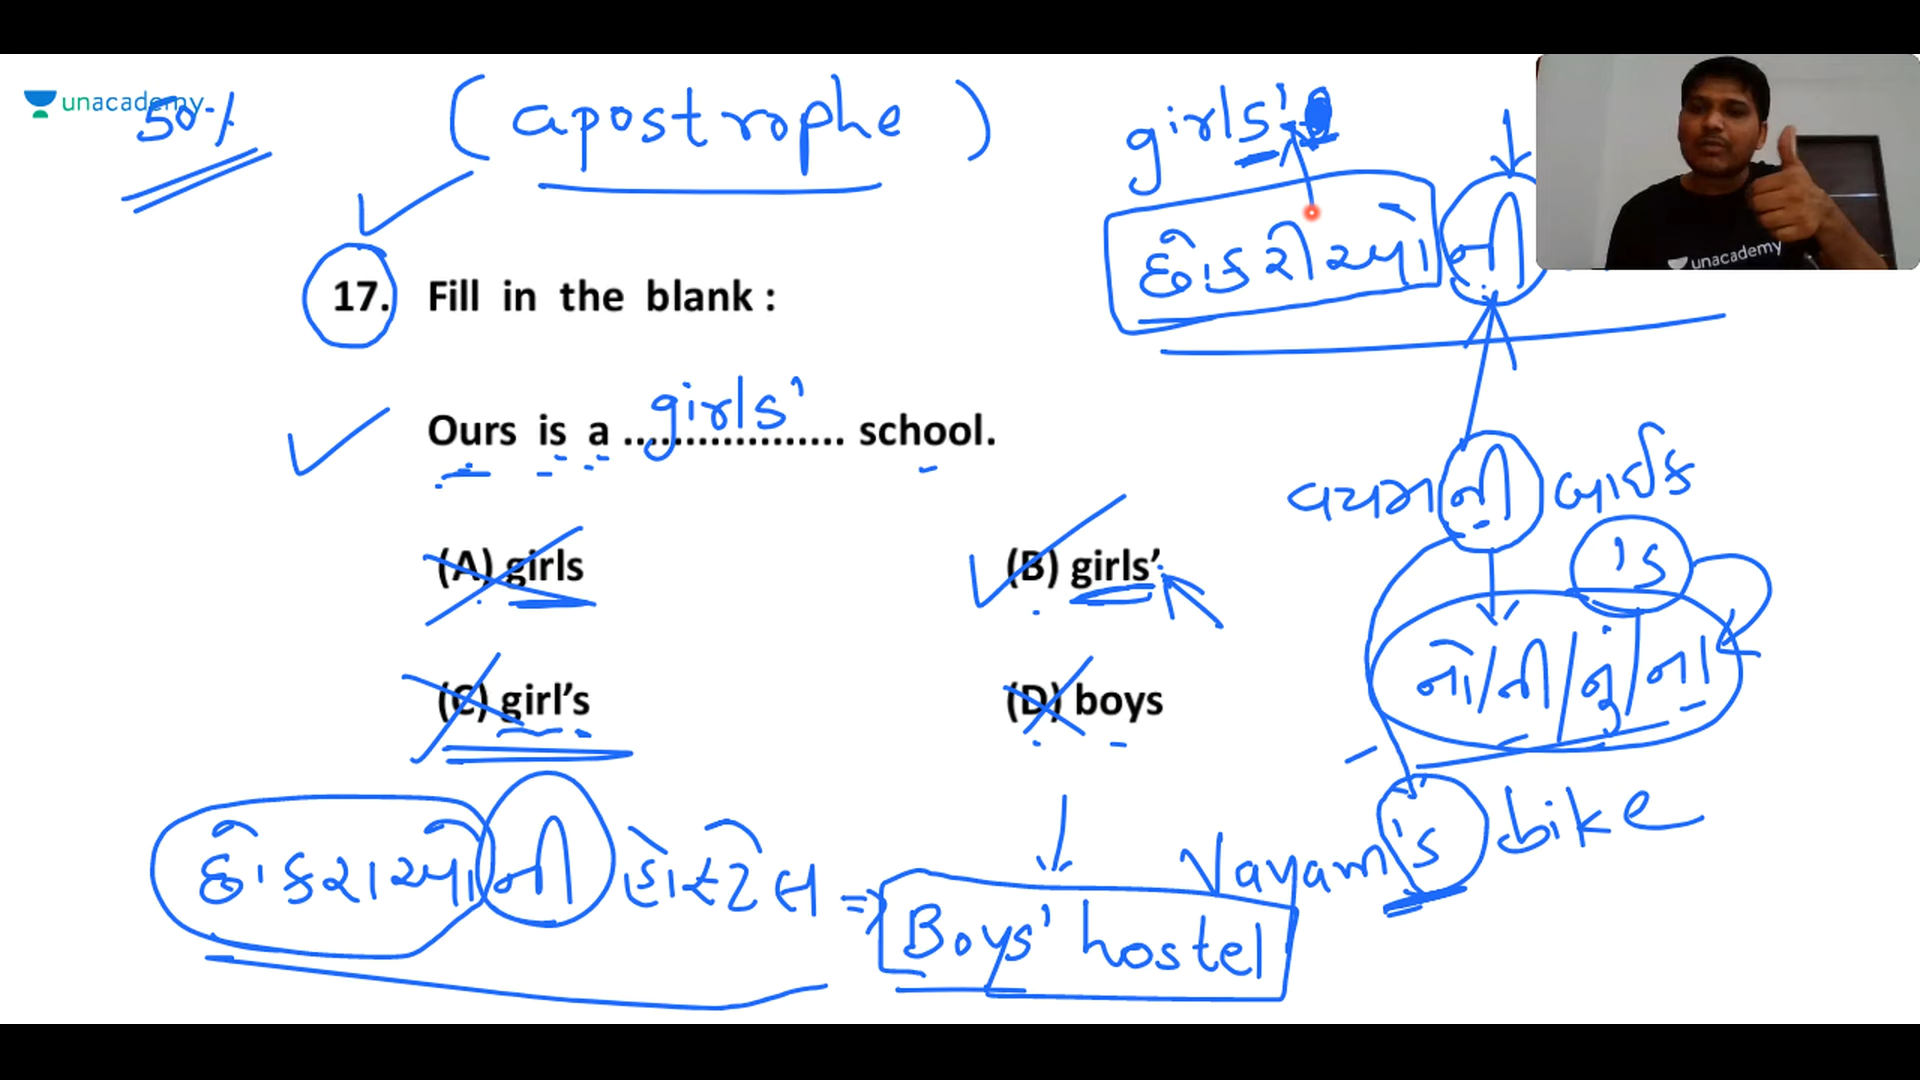 unacademy
50%
(apostrophe)
girls'
છોકરીઓની
unacademy
17. Fill in the blank :
Ours is a .................. school.
girls'
વયમની બાઈક
(A) girls
(B) girls'
's
(C) girl's
(D) boys
નો/ની/નું/ના
Vayam's bike
છોકરાઓની હોસ્ટેલ ⇒ Boys' hostel